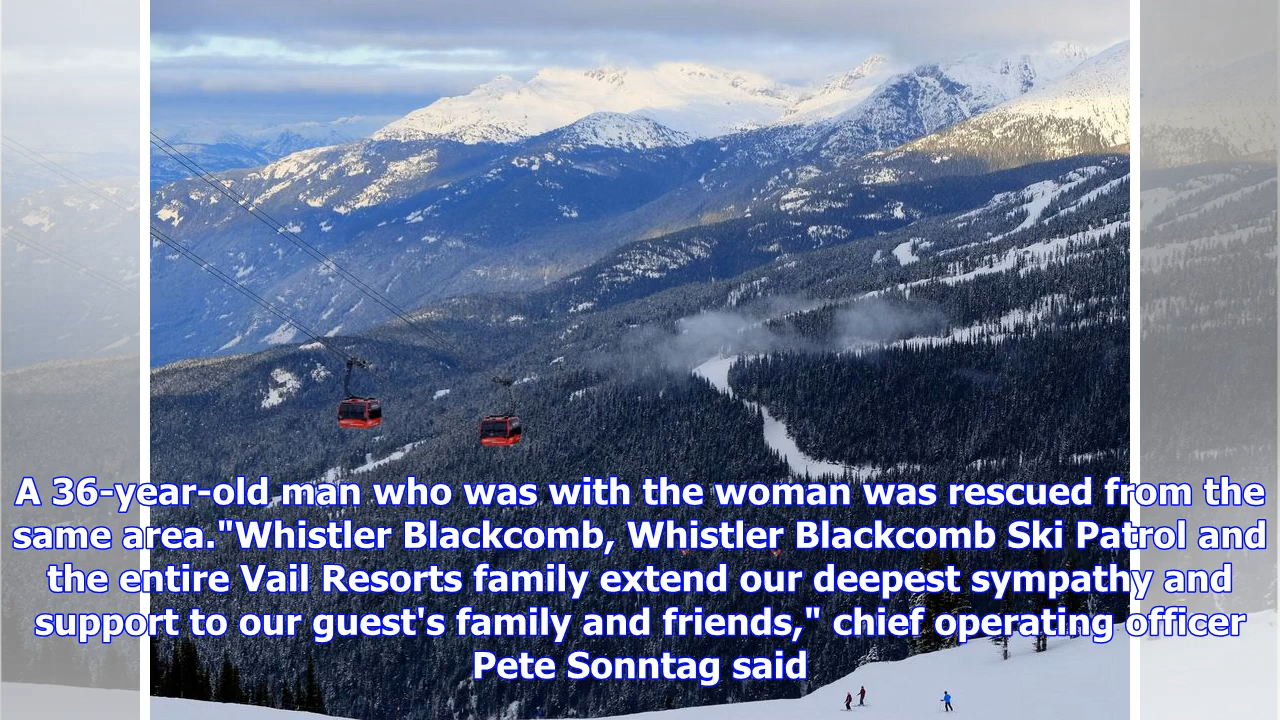 A 36-year-old man who was with the woman was rescued from the
same area."Whistler Blackcomb, Whistler Blackcomb Ski Patrol and
the entire Vail Resorts family extend our deepest sympathy and
support to our guest's family and friends," chief operating officer
Pete Sonntag said